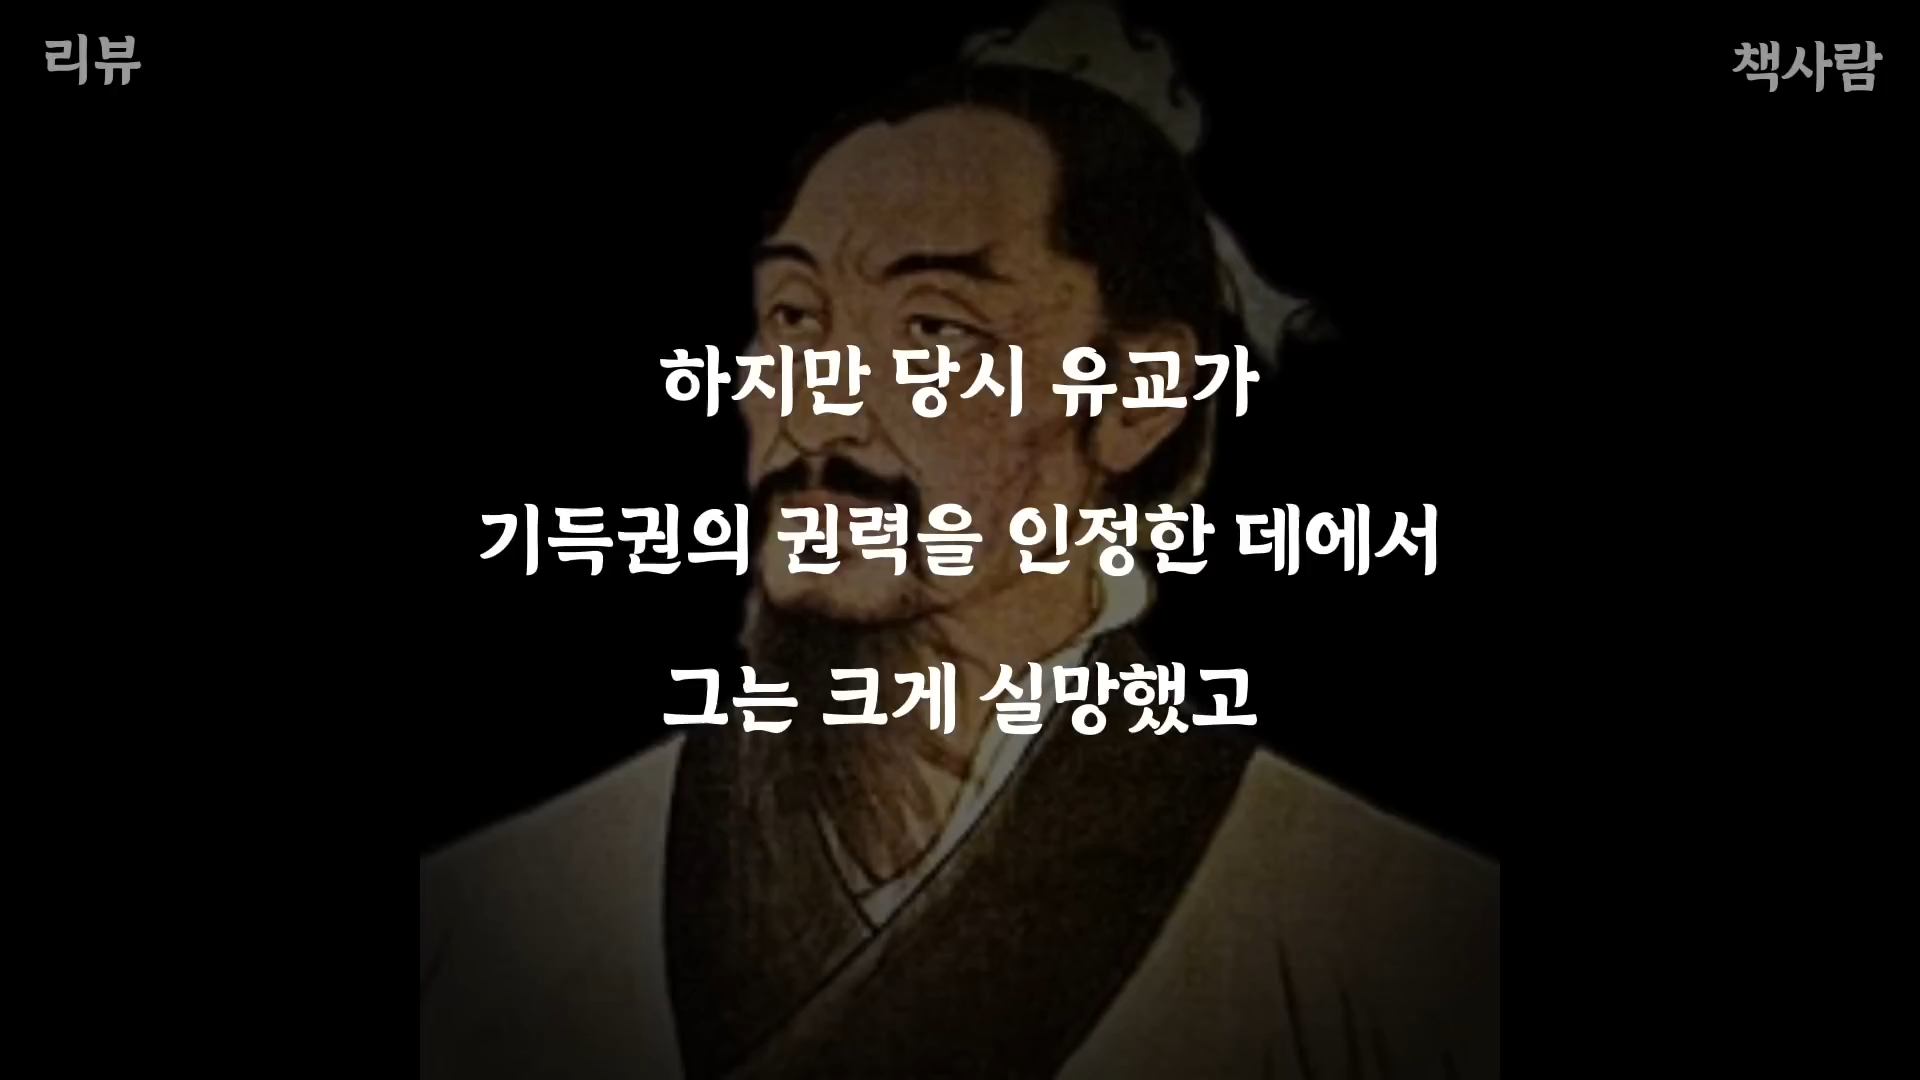 리뷰
책사람
하지만 당시 유교가
기득권의 권력을 인정한 데에서
그는 크게 실망했고